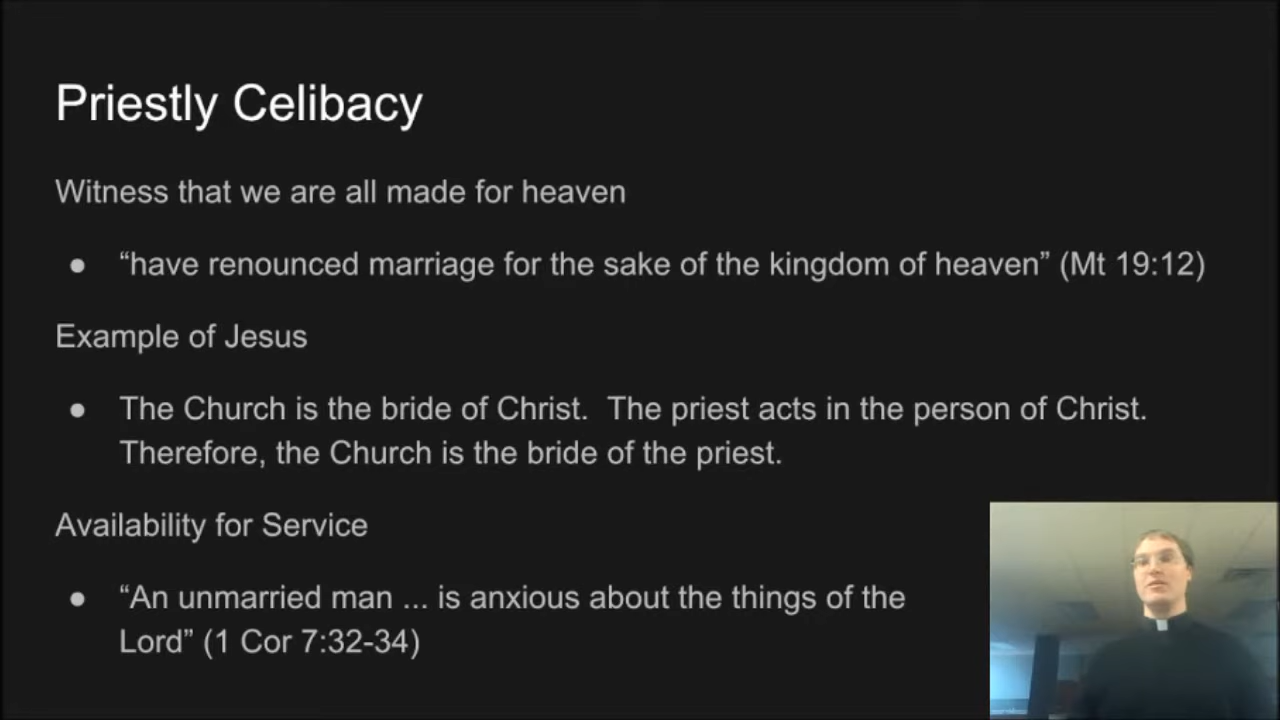 Priestly Celibacy
Witness that we are all made for heaven
● “have renounced marriage for the sake of the kingdom of heaven” (Mt 19:12)
Example of Jesus
● The Church is the bride of Christ.  The priest acts in the person of Christ.
Therefore, the Church is the bride of the priest.
Availability for Service
● “An unmarried man ... is anxious about the things of the
Lord” (1 Cor 7:32-34)